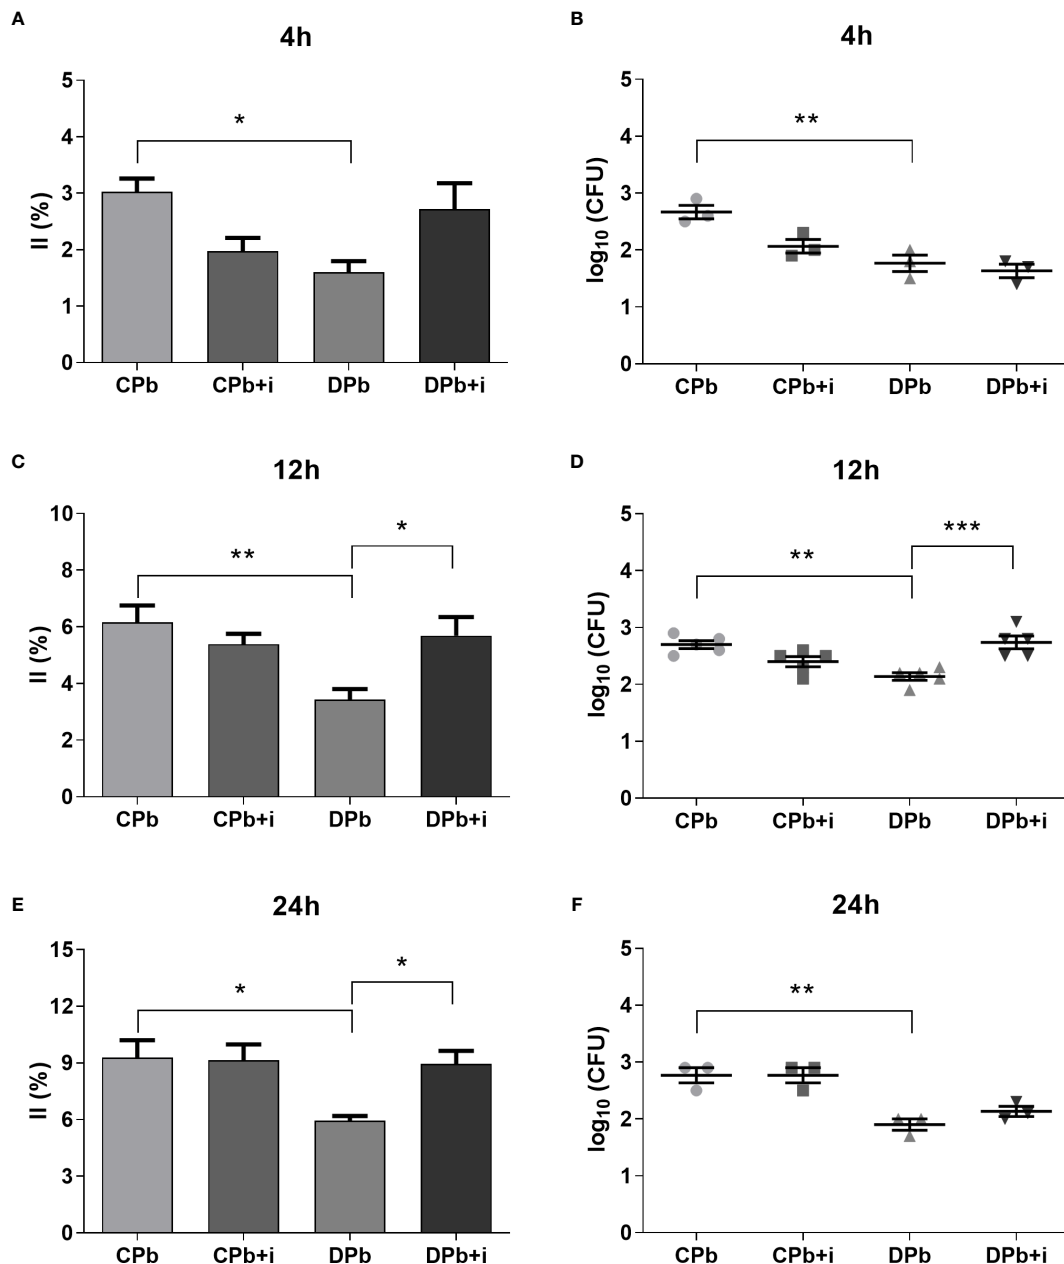 A
4h
5
4
3
2
1
0
II (%)
*
CPb CPb+i DPb DPb+i
B
4h
5
4
3
2
1
0
log10 (CFU)
**
CPb CPb+i DPb DPb+i
C
12h
10
8
6
4
2
0
II (%)
**
*
CPb CPb+i DPb DPb+i
D
12h
5
4
3
2
1
0
log10 (CFU)
**
***
CPb CPb+i DPb DPb+i
E
24h
15
12
9
6
3
0
II (%)
*
*
CPb CPb+i DPb DPb+i
F
24h
5
4
3
2
1
0
log10 (CFU)
**
CPb CPb+i DPb DPb+i